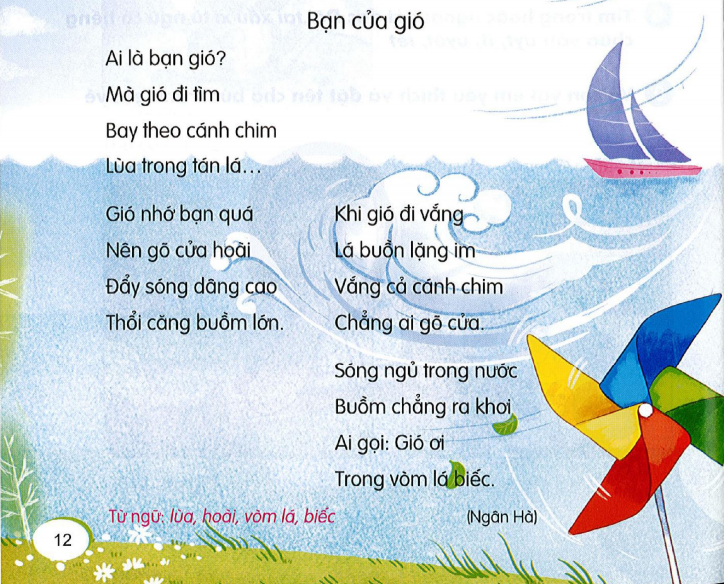 Bạn của gió
Ai là bạn gió?
Mà gió đi tìm
Bay theo cánh chim
Lùa trong tán lá...
Gió nhớ bạn quá
Nên gõ cửa hoài
Đẩy sóng dâng cao
Thổi căng buồm lớn.
Khi gió đi vắng
Lá buồn lặng im
Vắng cả cánh chim
Chẳng ai gõ cửa.
Sóng ngủ trong nước
Buồm chẳng ra khơi
Ai gọi: Gió ơi
Trong vòm lá biếc.
Từ ngữ: lùa, hoài, vòm lá, biếc
(Ngân Hà)
12